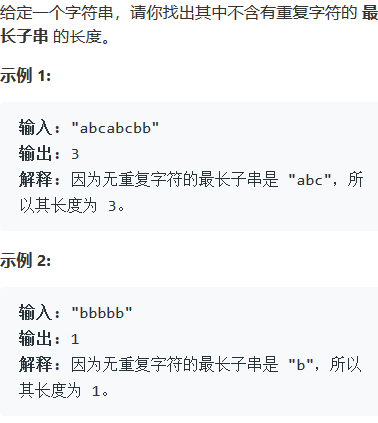 给定一个字符串，请你找出其中不含有重复字符的 最
长子串 的长度。
示例 1:
输入: "abcabcbb"
输出: 3
解释: 因为无重复字符的最长子串是 "abc"，所
以其长度为 3。
示例 2:
输入: "bbbbb"
输出: 1
解释: 因为无重复字符的最长子串是 "b"，所以
其长度为 1。